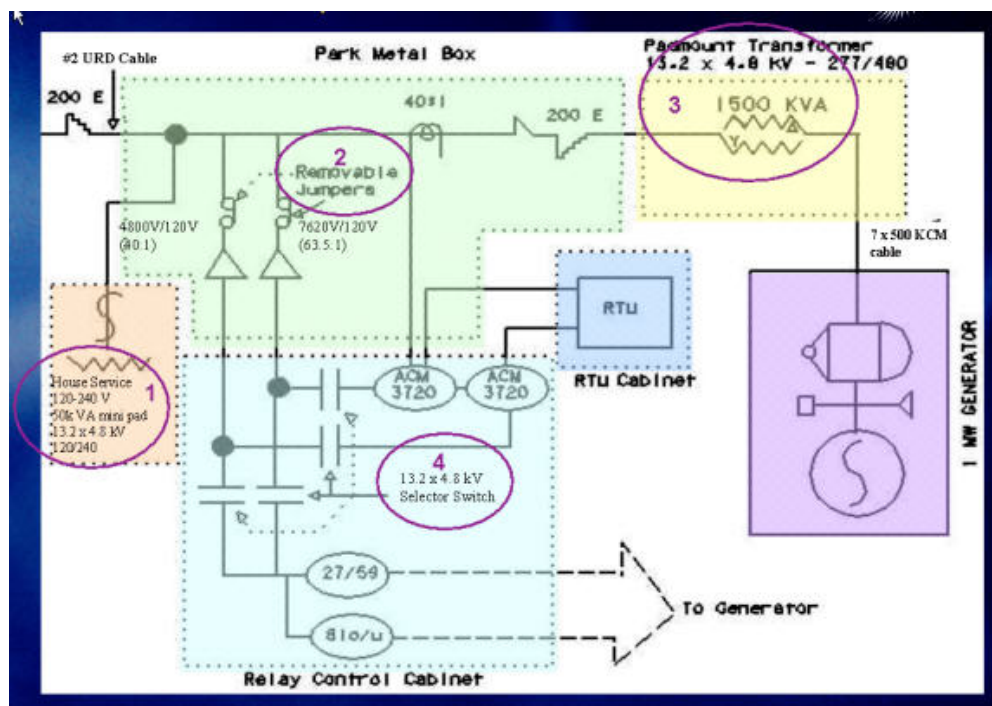 #2 URD Cable
Park Metal Box
Padmount Transformer
13.2 x 4.8 KV - 277/480
200 E
40:1
200 E
3
1500 KVA
Y
Δ
2
Removable
Jumpers
4800V/120V
(40:1)
7620V/120V
(63.5:1)
7 x 500 KCM
cable
RTU
RTU Cabinet
1
House Service
120-240 V
50k VA mini pad
13.2 x 4.8 kV
120/240
ACM
3720
ACM
3720
4
13.2 x 4.8 kV
Selector Switch
1 MW GENERATOR
27/59
81o/u
To Generator
Relay Control Cabinet